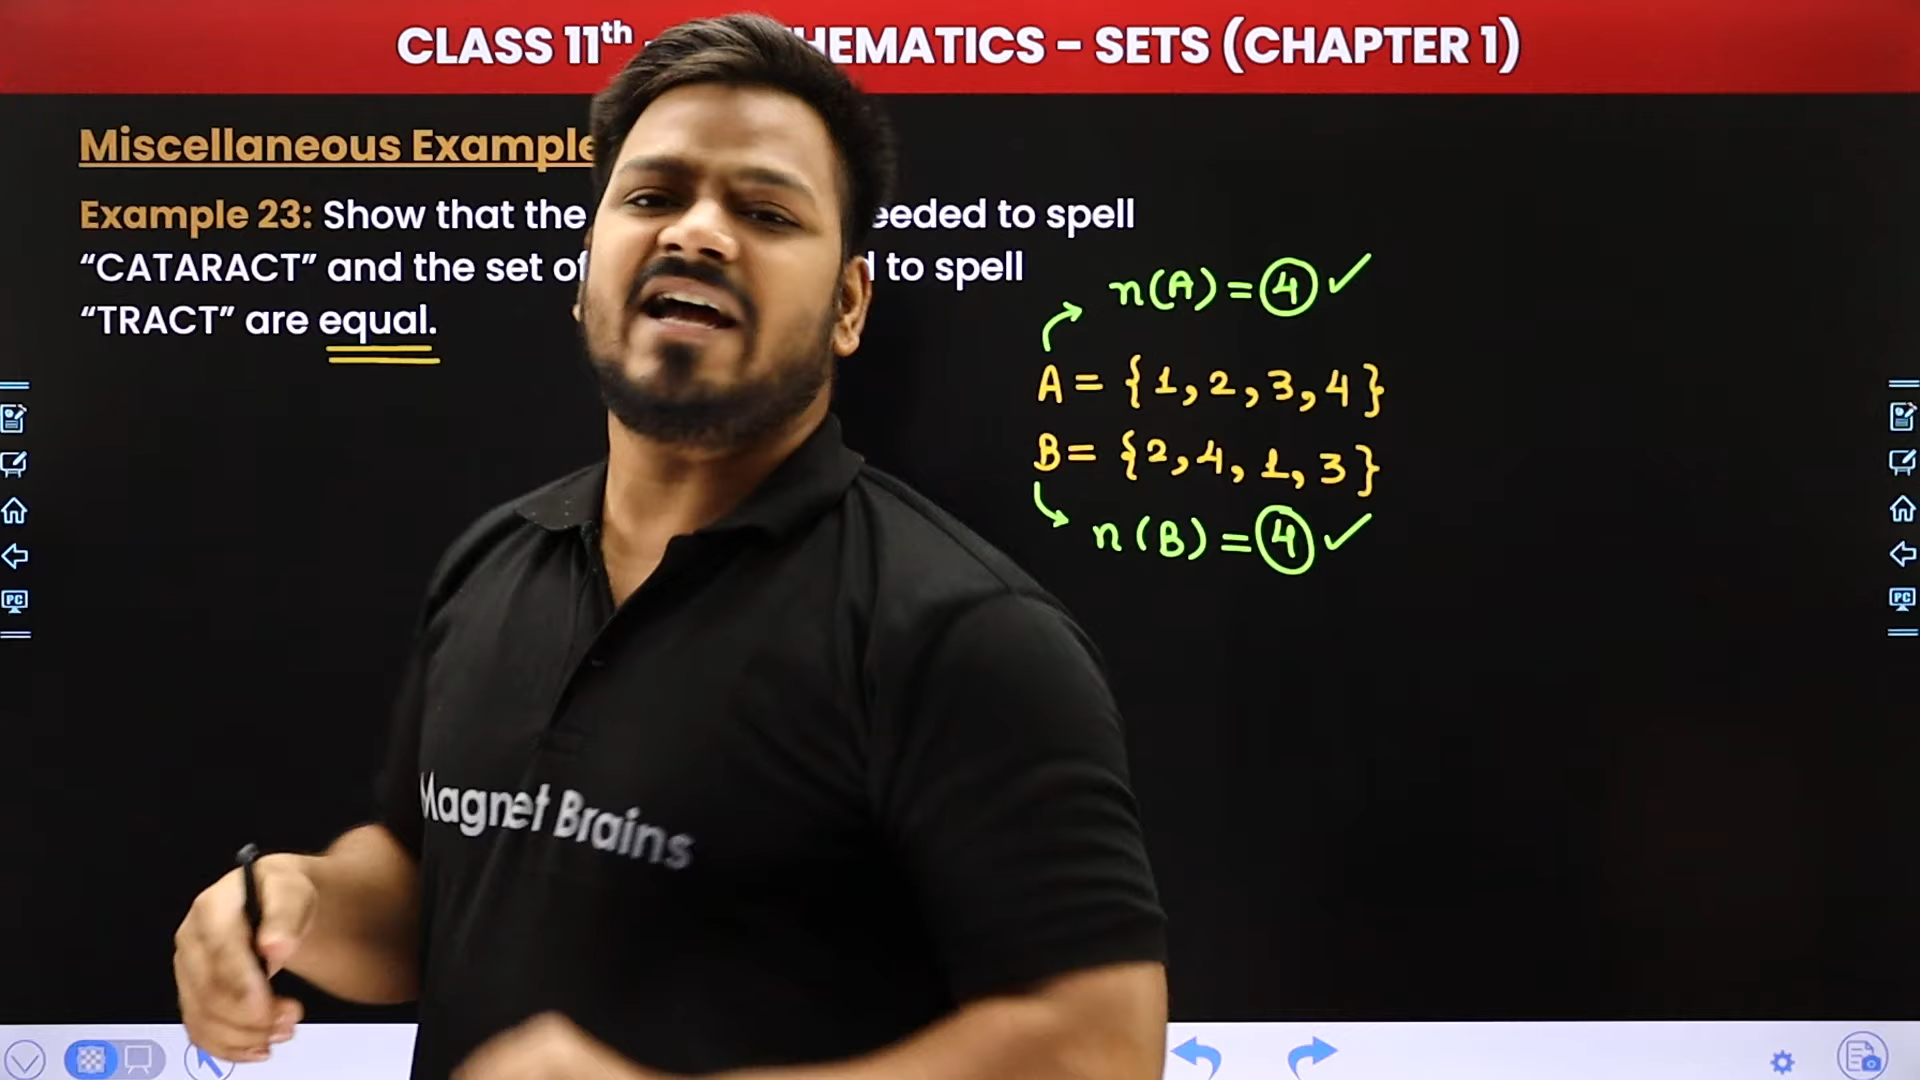 CLASS 11th - HEMATICS - SETS (CHAPTER 1)
Miscellaneous Example
Example 23: Show that the eeded to spell
"CATARACT" and the set of to spell
"TRACT" are equal.
n(A) = 4 ✓
A = {1, 2, 3, 4}
B = {2, 4, 1, 3}
n(B) = 4 ✓
Magnet Brains
PC
PC